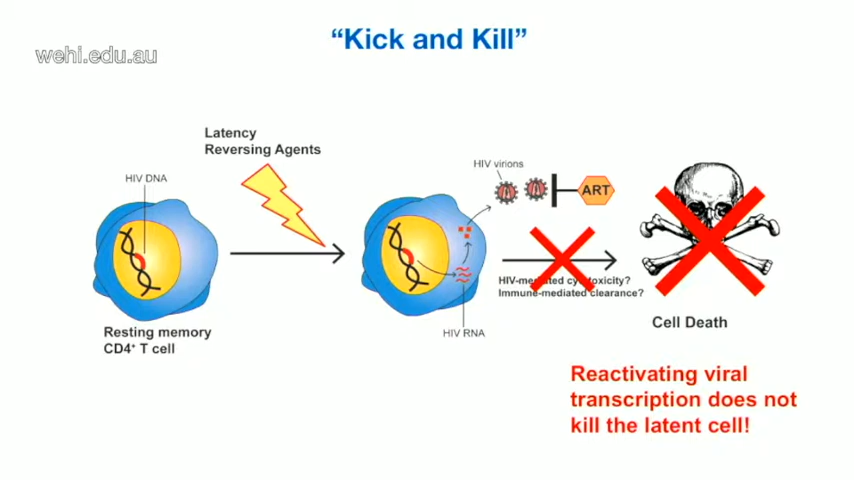 “Kick and Kill”
wehi.edu.au
Latency
Reversing Agents
HIV DNA
HIV virions
ART
HIV-mediated cytotoxicity?
Immune-mediated clearance?
Resting memory
CD4⁺ T cell
HIV RNA
Cell Death
Reactivating viral
transcription does not
kill the latent cell!